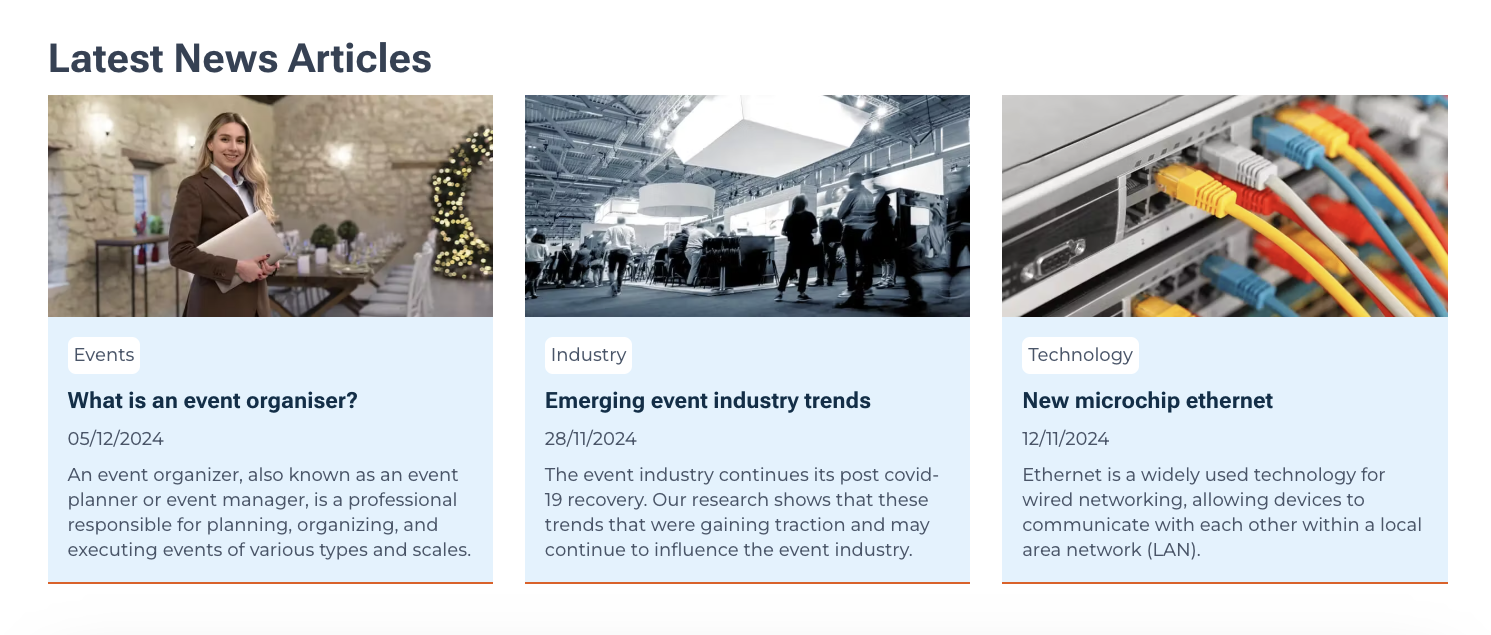 Latest News Articles
Events
What is an event organiser?
05/12/2024
An event organizer, also known as an event
planner or event manager, is a professional
responsible for planning, organizing, and
executing events of various types and scales.
Industry
Emerging event industry trends
28/11/2024
The event industry continues its post covid-
19 recovery. Our research shows that these
trends that were gaining traction and may
continue to influence the event industry.
Technology
New microchip ethernet
12/11/2024
Ethernet is a widely used technology for
wired networking, allowing devices to
communicate with each other within a local
area network (LAN).